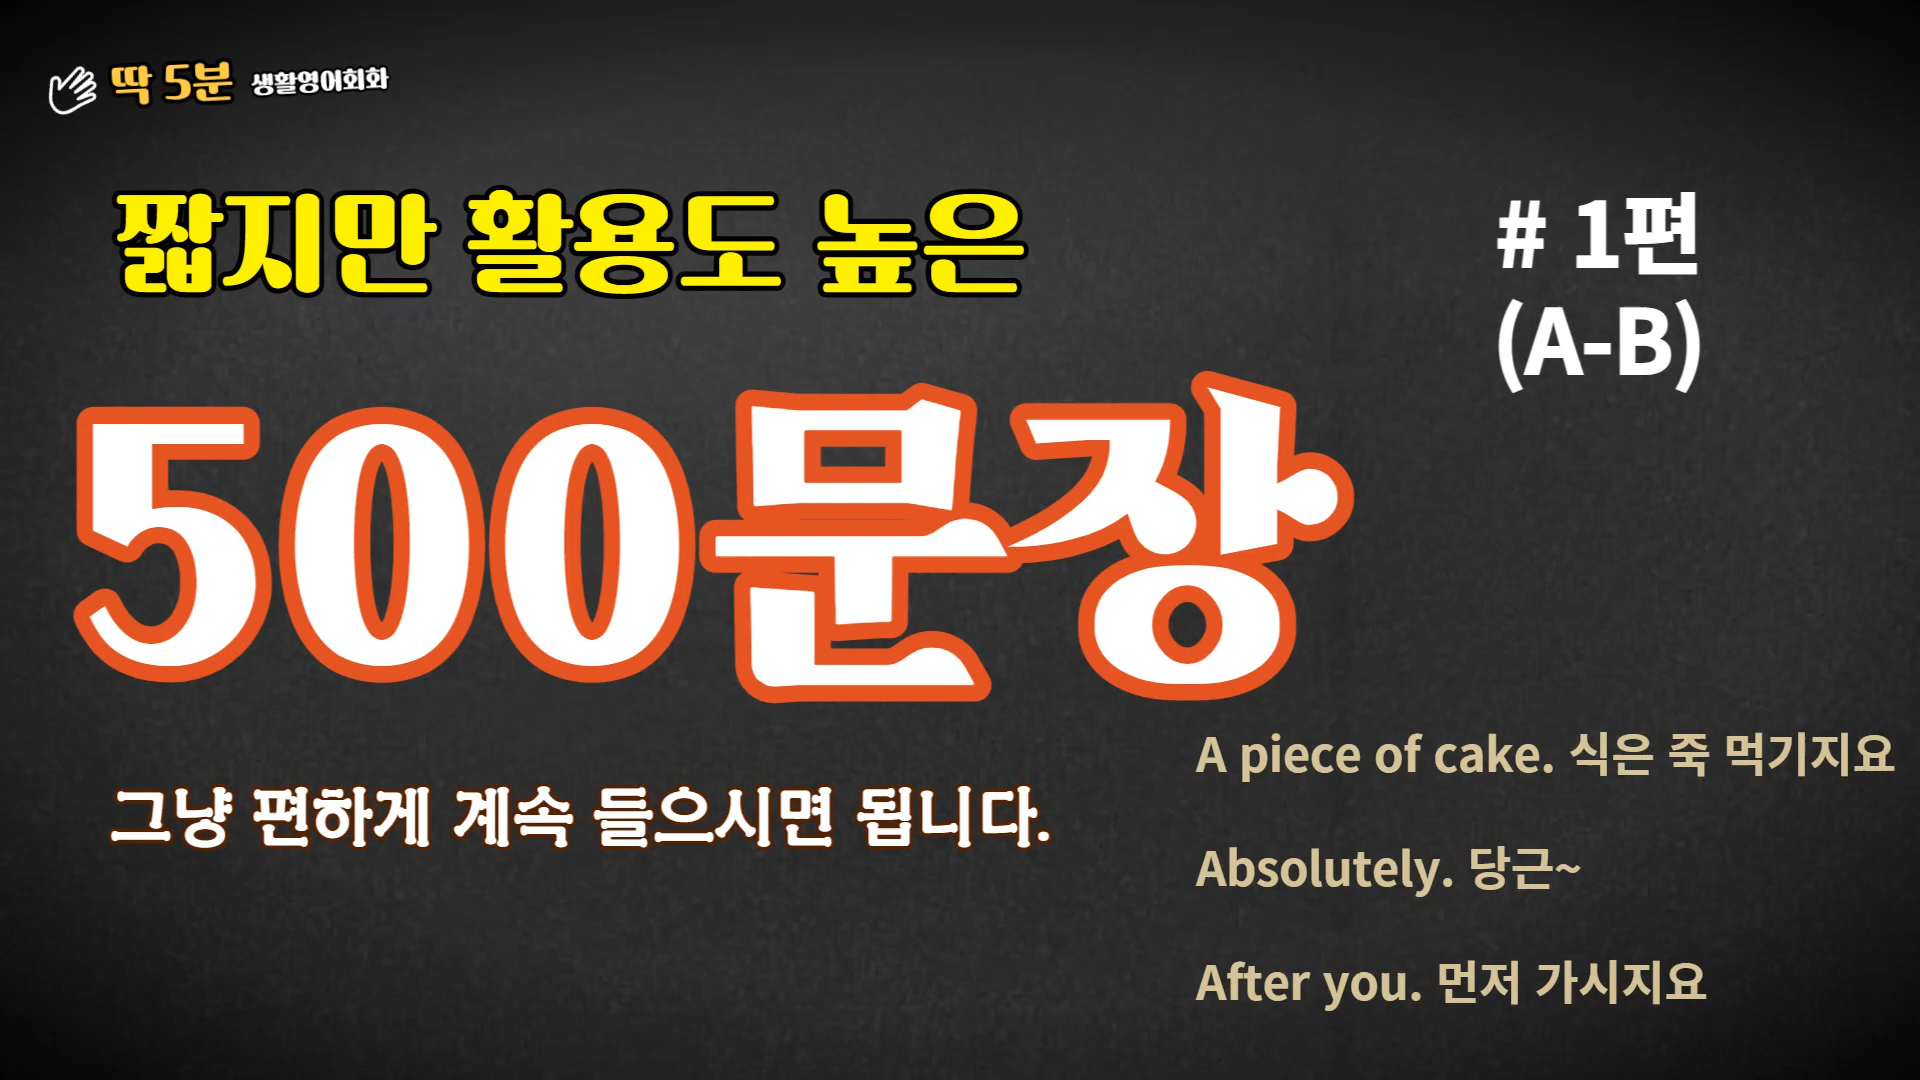 딱 5분 생활영어회화
짧지만 활용도 높은
# 1편
(A-B)
500문장
그냥 편하게 계속 들으시면 됩니다.
A piece of cake. 식은 죽 먹기지요
Absolutely. 당근~
After you. 먼저 가시지요